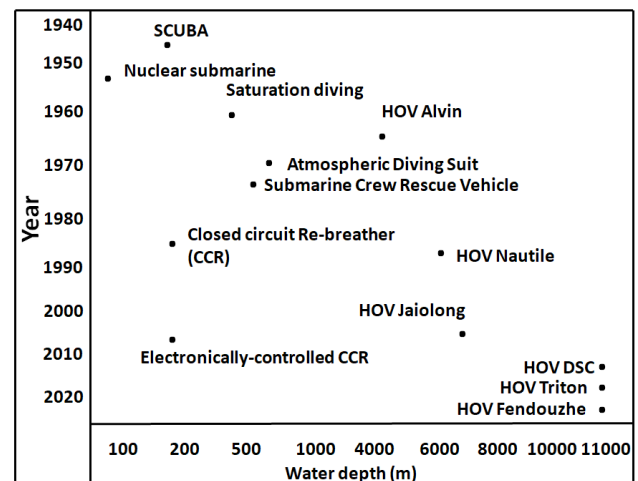 1940
SCUBA
1950
Nuclear submarine
Saturation diving
1960
HOV Alvin
1970
Atmospheric Diving Suit
Submarine Crew Rescue Vehicle
1980
Year
Closed circuit Re-breather
(CCR)
HOV Nautile
1990
2000
HOV Jaiolong
2010
Electronically-controlled CCR
HOV DSC
HOV Triton
2020
HOV Fendouzhe
100 200 500 1000 4000 6000 8000 10000 11000
Water depth (m)